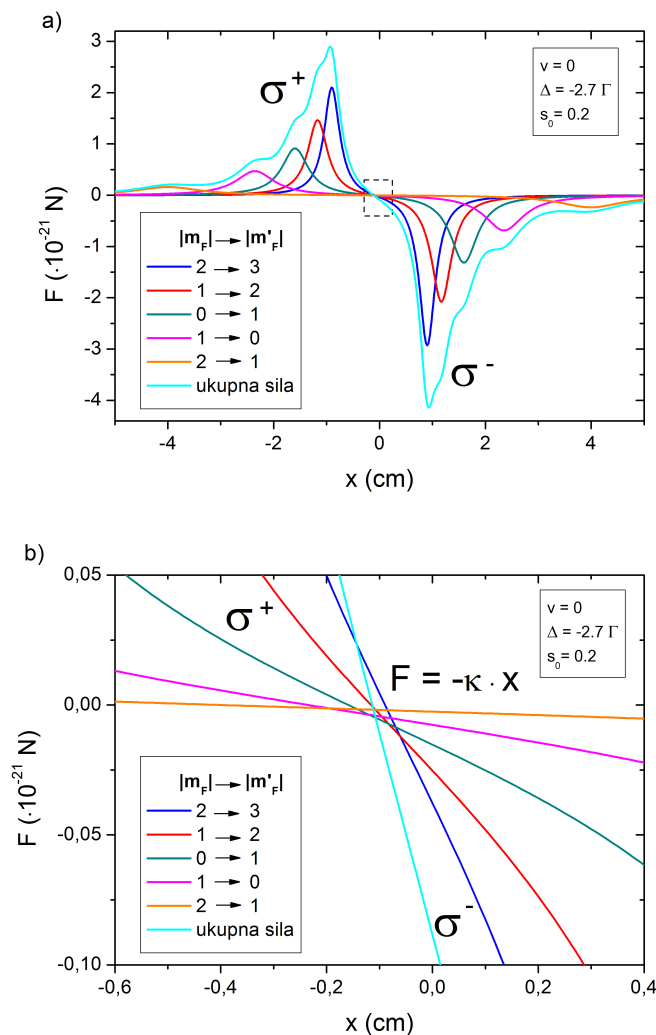 a)
3
2
1
0
-1
-2
-3
-4
F (·10⁻²¹ N)
σ⁺
σ⁻
v = 0
Δ = -2.7 Γ
s₀= 0.2
|m_F| → |m'_F|
2 → 3
1 → 2
0 → 1
1 → 0
2 → 1
ukupna sila
-4 -2 0 2 4
x (cm)
b)
0,05
0,00
-0,05
-0,10
F (·10⁻²¹ N)
σ⁺
F = -κ · x
σ⁻
v = 0
Δ = -2.7 Γ
s₀= 0.2
|m_F| → |m'_F|
2 → 3
1 → 2
0 → 1
1 → 0
2 → 1
ukupna sila
-0,6 -0,4 -0,2 0,0 0,2 0,4
x (cm)